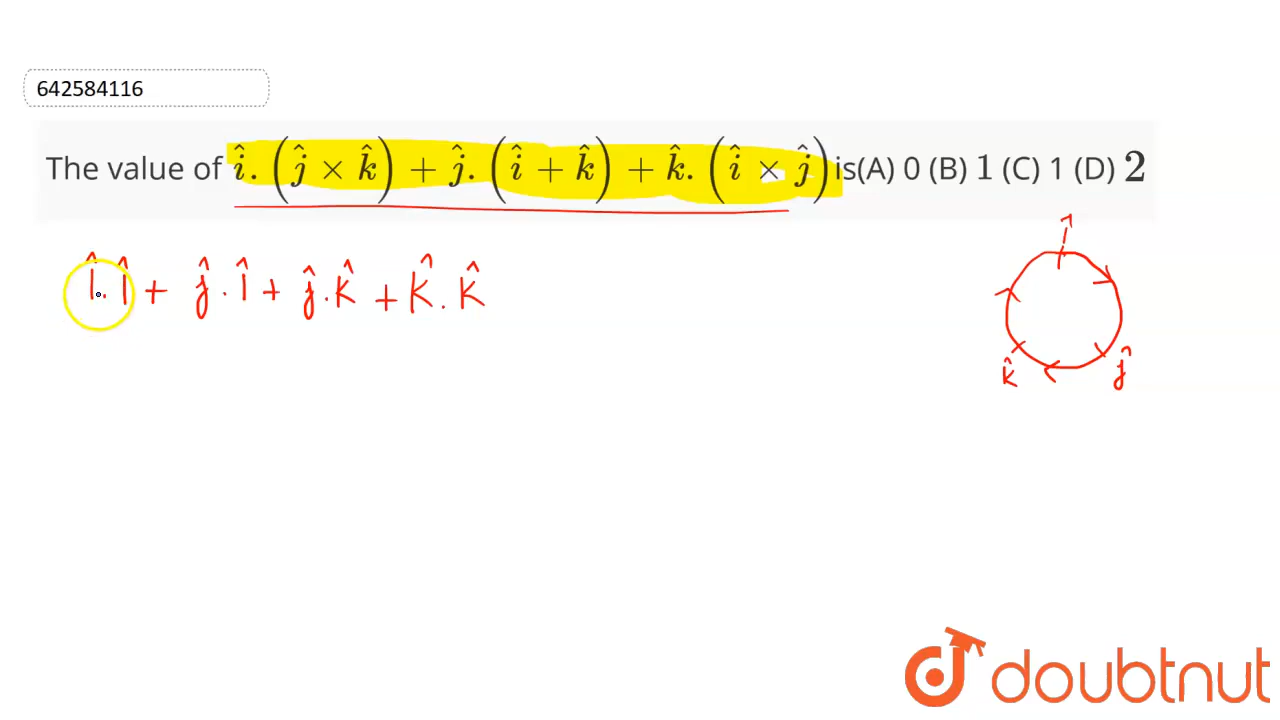 642584116
The value of î. (ĵ × k̂) + ĵ. (î + k̂) + k̂. (î × ĵ) is(A) 0 (B) 1 (C) 1 (D) 2
î
î . î + ĵ . î + ĵ . k̂ + k̂ . k̂
k̂ ĵ
doubtnut